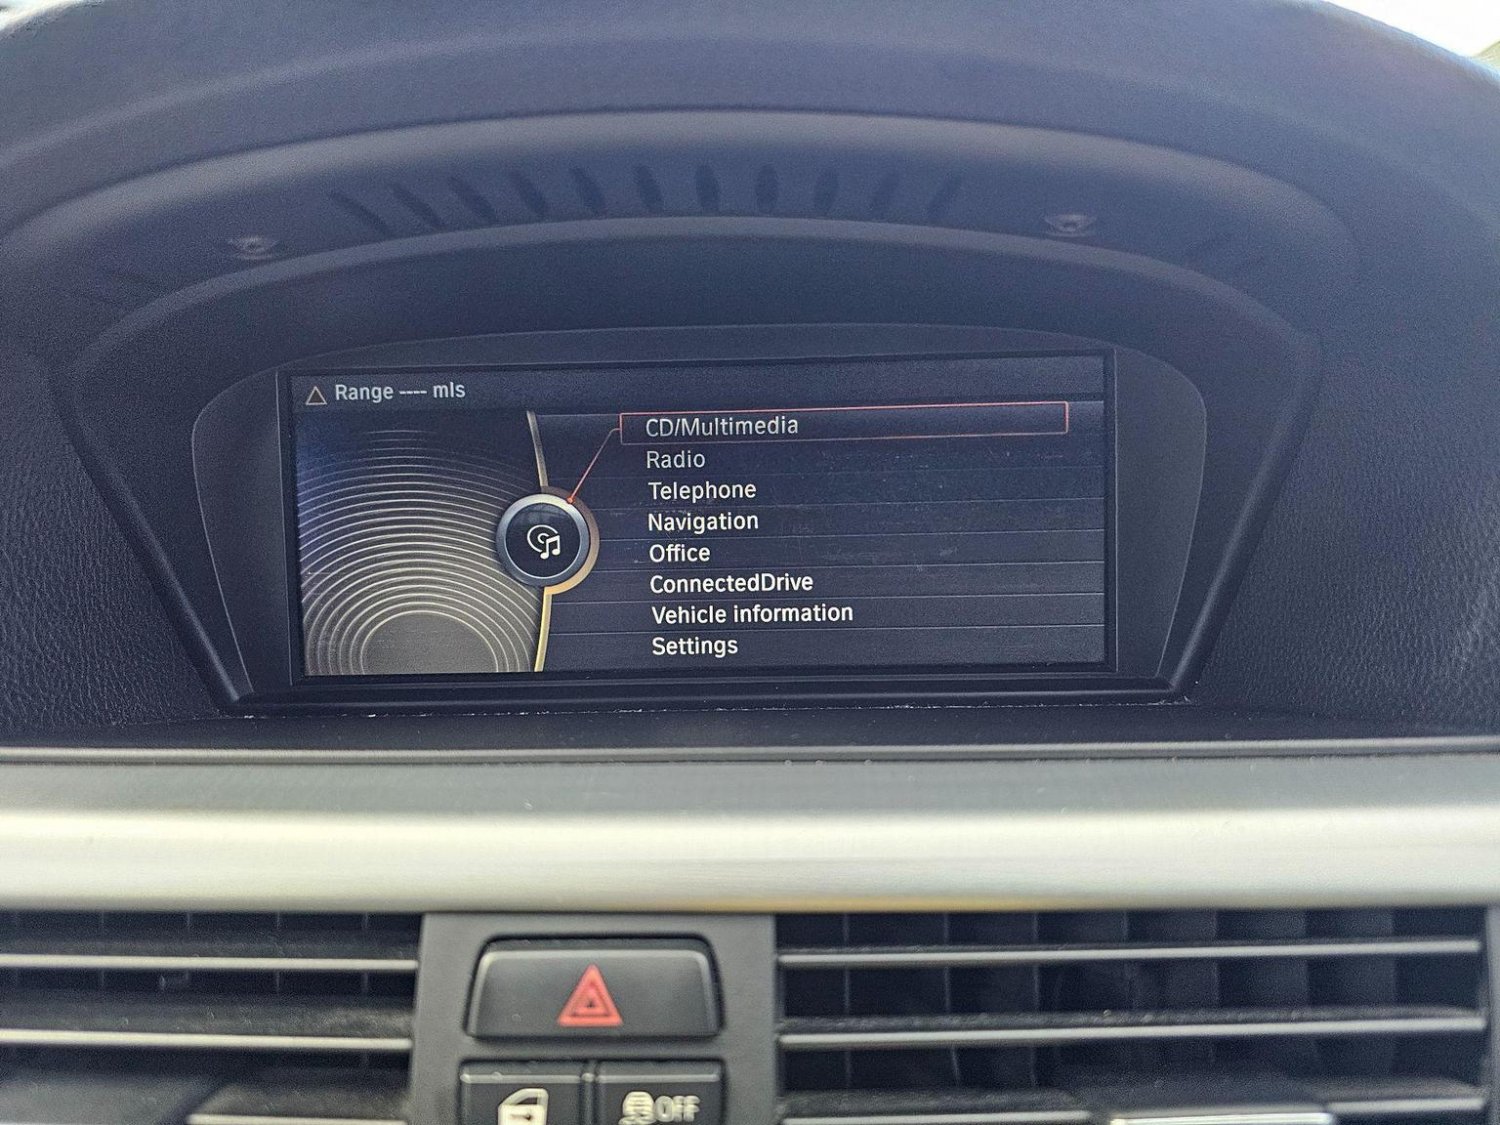 Range ---- mls
CD/Multimedia
Radio
Telephone
Navigation
Office
ConnectedDrive
Vehicle information
Settings
OFF